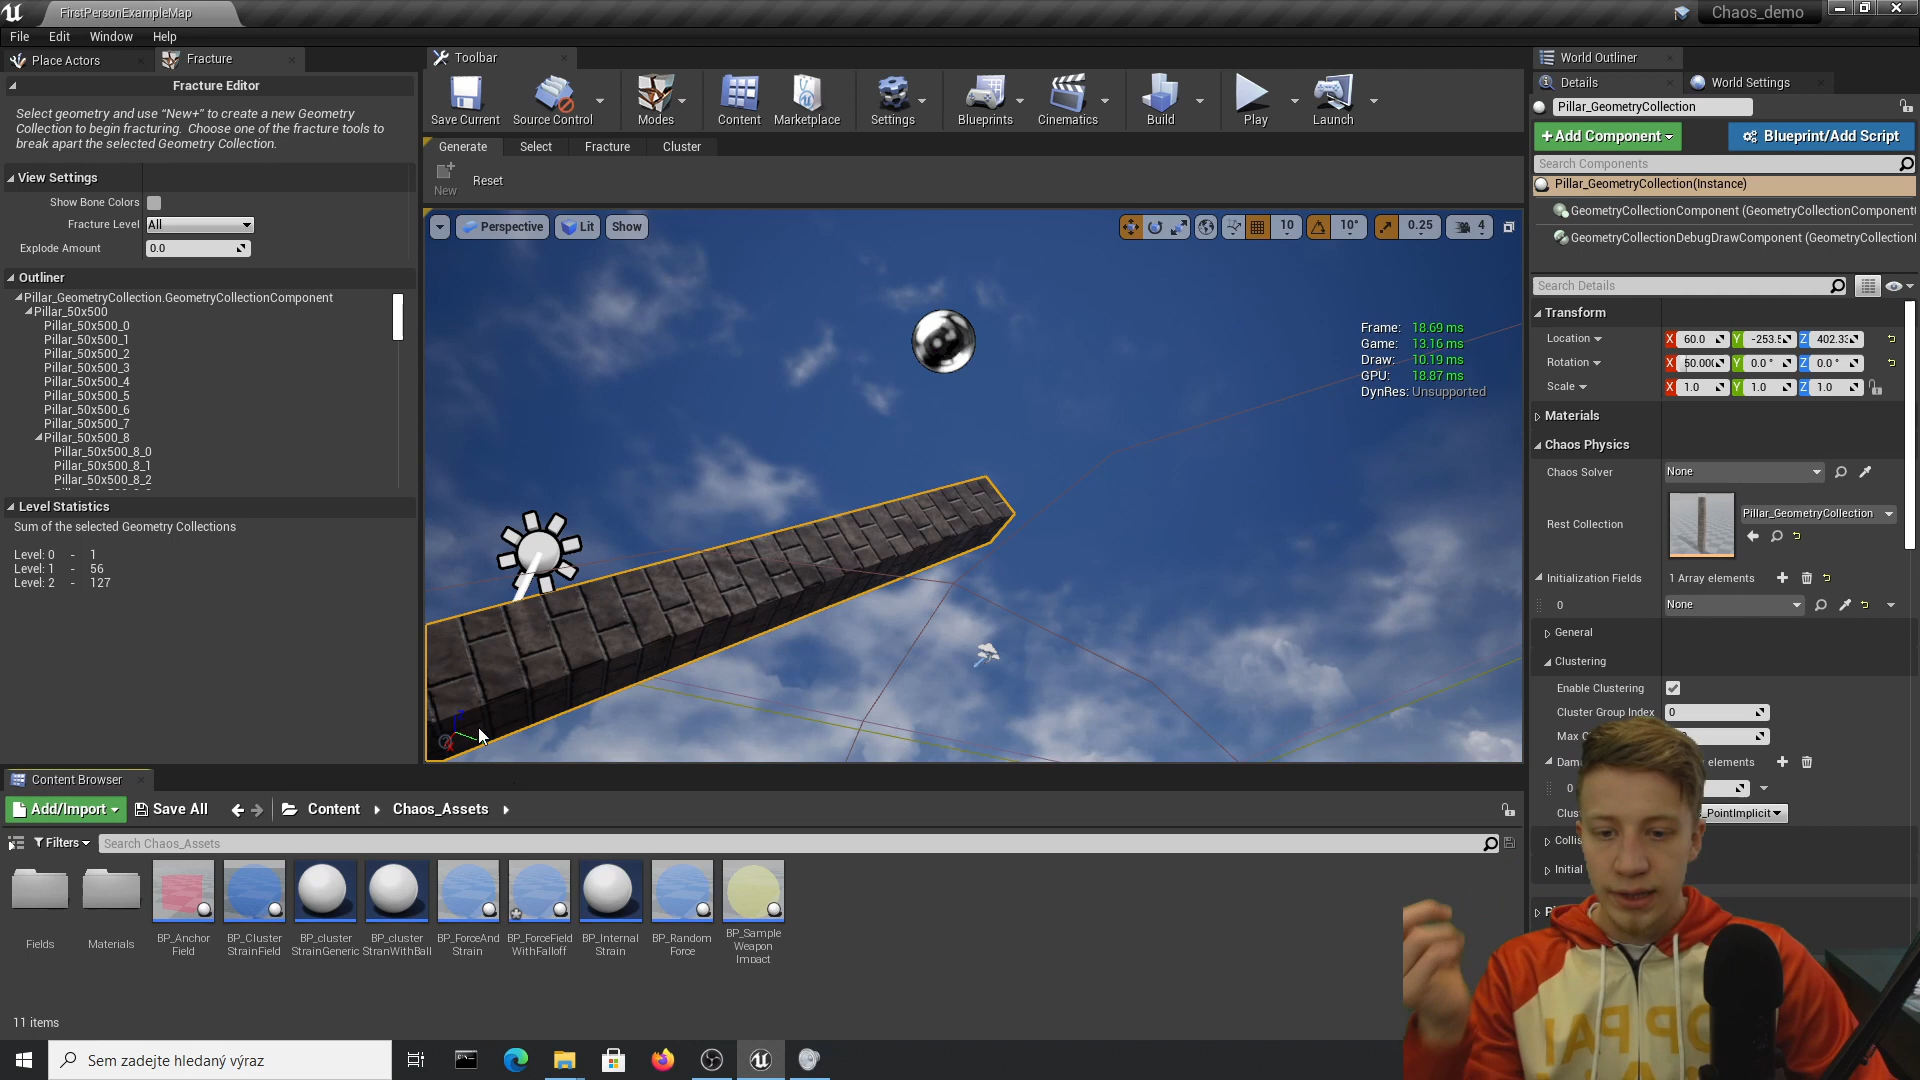 FirstPersonExampleMap
Chaos_demo
File Edit Window Help
Place Actors
Fracture
Fracture Editor
Select geometry and use "New+" to create a new Geometry
Collection to begin fracturing. Choose one of the fracture tools to
break apart the selected Geometry Collection.
View Settings
Show Bone Colors
Fracture Level All
Explode Amount 0.0
Outliner
Pillar_GeometryCollection.GeometryCollectionComponent
Pillar_50x500
Pillar_50x500_0
Pillar_50x500_1
Pillar_50x500_2
Pillar_50x500_3
Pillar_50x500_4
Pillar_50x500_5
Pillar_50x500_6
Pillar_50x500_7
Pillar_50x500_8
Pillar_50x500_8_0
Pillar_50x500_8_1
Pillar_50x500_8_2
Level Statistics
Sum of the selected Geometry Collections
Level: 0 - 1
Level: 1 - 56
Level: 2 - 127
Toolbar
Save Current Source Control Modes Content Marketplace Settings Blueprints Cinematics Build Play Launch
Generate Select Fracture Cluster
New Reset
Perspective Lit Show
10 10° 0.25 4
Frame: 18.69 ms
Game: 13.16 ms
Draw: 10.19 ms
GPU: 18.87 ms
DynRes: Unsupported
World Outliner
Details
World Settings
Pillar_GeometryCollection
+Add Component
Blueprint/Add Script
Search Components
Pillar_GeometryCollection(Instance)
GeometryCollectionComponent (GeometryCollectionComponent
GeometryCollectionDebugDrawComponent (GeometryCollection
Search Details
Transform
Location X 60.0 Y -253.5 Z 402.33
Rotation X 50.00 Y 0.0 ° Z 0.0 °
Scale X 1.0 Y 1.0 Z 1.0
Materials
Chaos Physics
Chaos Solver None
Rest Collection Pillar_GeometryCollection
Initialization Fields 1 Array elements
0 None
General
Clustering
Enable Clustering
Cluster Group Index 0
Max C
Dam elements
0
Clus _PointImplicit
Collis
Initial
Content Browser
Add/Import Save All Content Chaos_Assets
Filters Search Chaos_Assets
Fields
Materials
BP_Anchor
Field
BP_Cluster
StrainField
BP_cluster
StrainGeneric
BP_cluster
StranWithBall
BP_ForceAnd
Strain
BP_ForceField
WithFalloff
BP_Internal
Strain
BP_Random
Force
BP_Sample
Weapon
Impact
11 items
Sem zadejte hledaný výraz